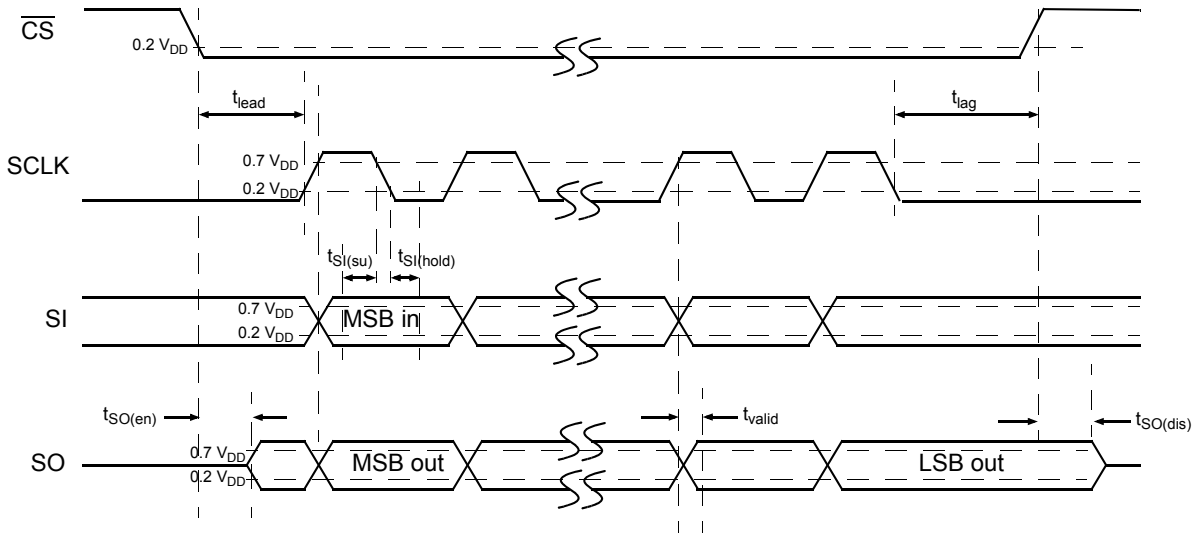 CS
0.2 VDD
tlead
tlag
SCLK
0.7 VDD
0.2 VDD
tSI(su)
tSI(hold)
SI
0.7 VDD
0.2 VDD
MSB in
tSO(en)
tvalid
tSO(dis)
SO
0.7 VDD
0.2 VDD
MSB out
LSB out